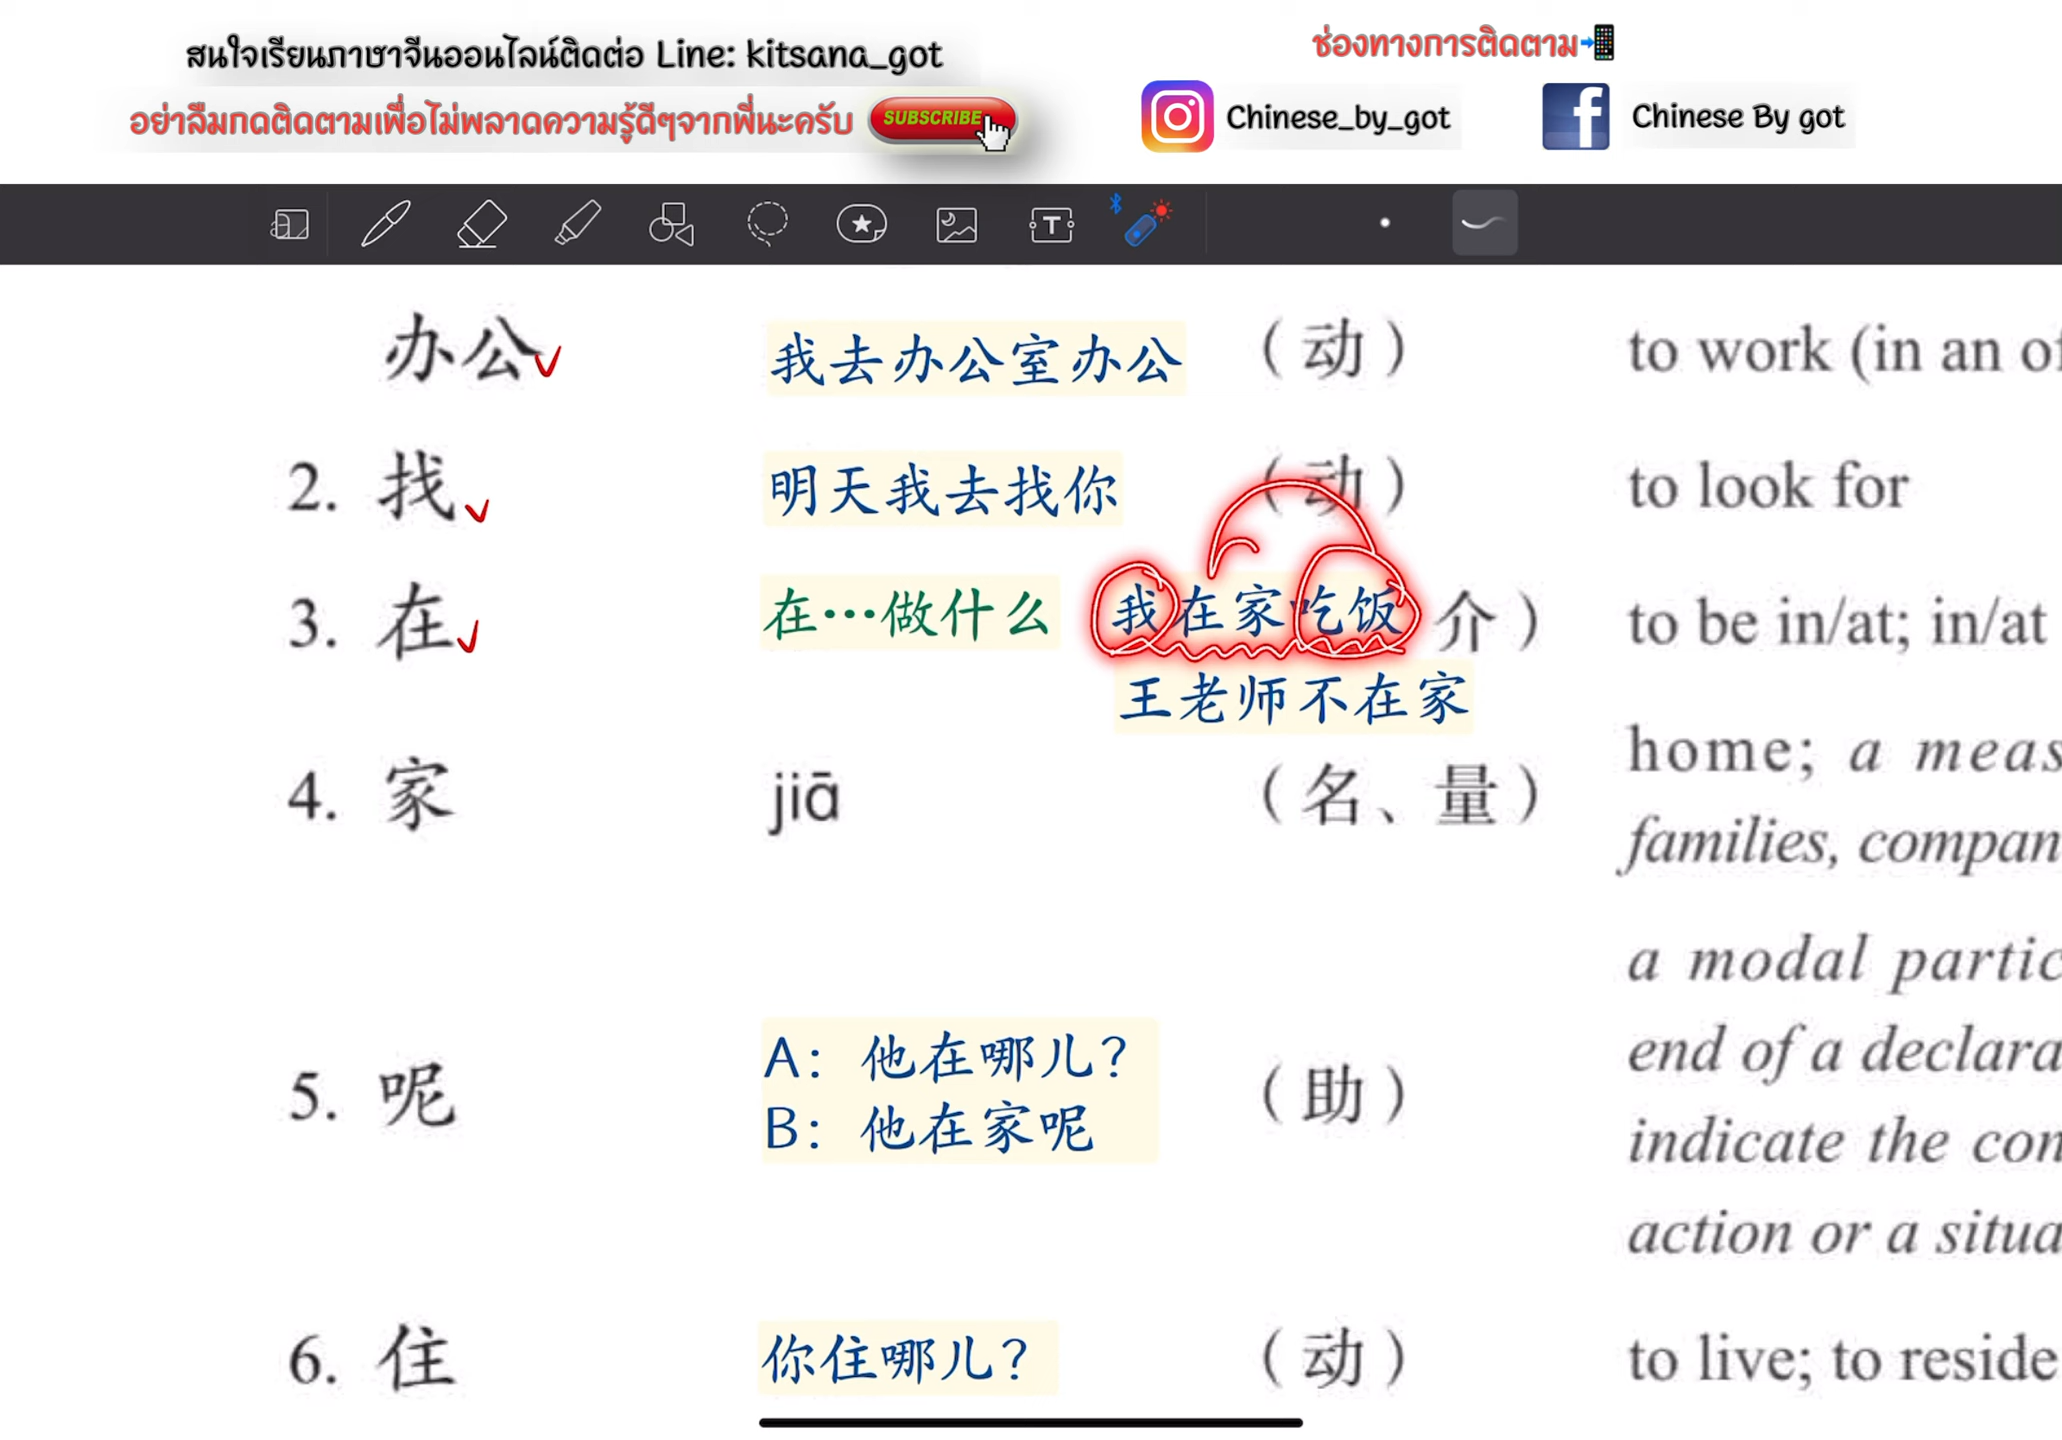 สนใจเรียนภาษาจีนออนไลน์ติดต่อ Line: kitsana_got
ช่องทางการติดตาม
อย่าลืมกดติดตามเพื่อไม่พลาดความรู้ดีๆจากพี่นะครับ SUBSCRIBE
Chinese_by_got
Chinese By got
办公 我去办公室办公 （动） to work (in an of
2. 找 明天我去找你 （动） to look for
3. 在 在…做什么 我在家吃饭 介） to be in/at; in/at
王老师不在家
4. 家 jiā （名、量） home; a meas
families, compan
a modal partic
A： 他在哪儿？ end of a declara
5. 呢 （助）
B： 他在家呢 indicate the con
action or a situa
6. 住 你住哪儿？ （动） to live; to reside